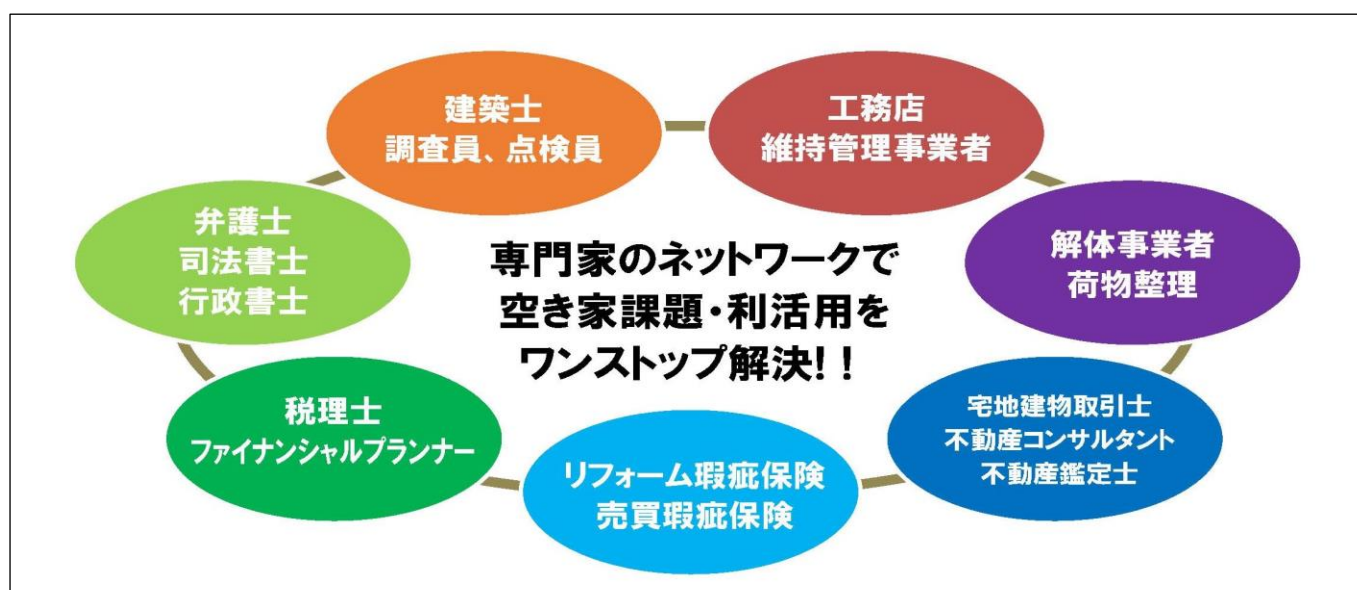 建築士
調査員、点検員
工務店
維持管理事業者
弁護士
司法書士
行政書士
専門家のネットワークで
空き家課題・利活用を
ワンストップ解決！！
解体事業者
荷物整理
税理士
ファイナンシャルプランナー
リフォーム瑕疵保険
売買瑕疵保険
宅地建物取引士
不動産コンサルタント
不動産鑑定士